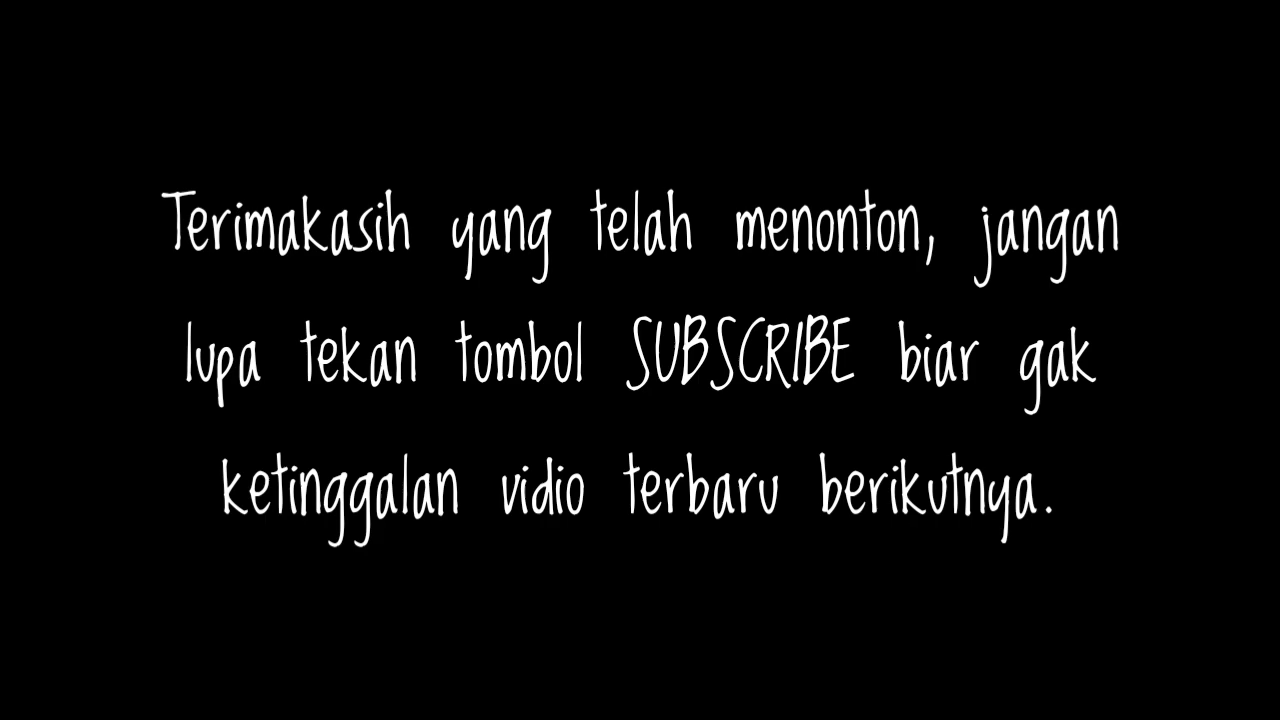 Terimakasih yang telah menonton, jangan
lupa tekan tombol SUBSCRIBE biar gak
ketinggalan vidio terbaru berikutnya.